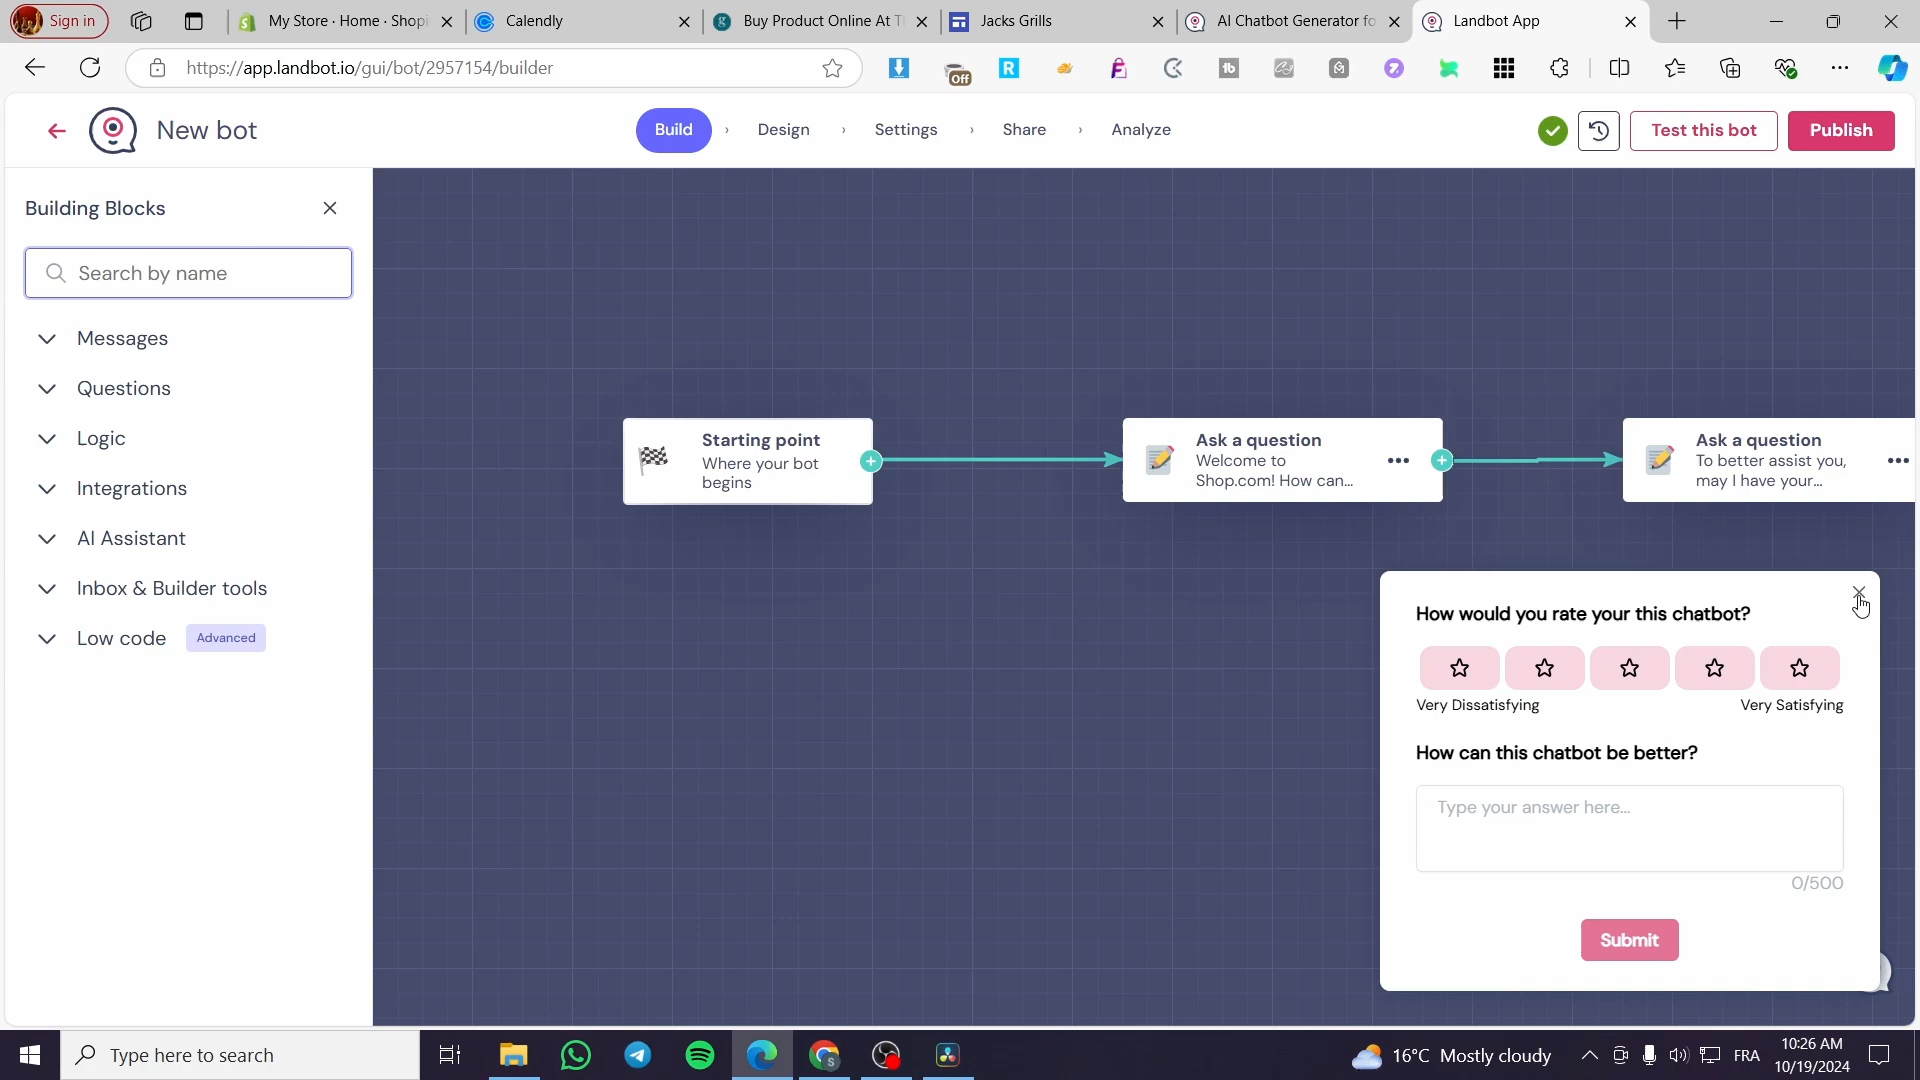 Sign in
My Store · Home · Shopi
Calendly
Buy Product Online At T
Jacks Grills
AI Chatbot Generator fo
Landbot App
https://app.landbot.io/gui/bot/2957154/builder
Off
New bot
Build
Design
Settings
Share
Analyze
Test this bot
Publish
Building Blocks
Search by name
Messages
Questions
Logic
Integrations
AI Assistant
Inbox & Builder tools
Low code
Advanced
Starting point
Where your bot
begins
Ask a question
Welcome to
Shop.com! How can...
Ask a question
To better assist you,
may I have your...
How would you rate your this chatbot?
Very Dissatisfying
Very Satisfying
How can this chatbot be better?
Type your answer here...
0/500
Submit
Type here to search
16°C Mostly cloudy
FRA
10:26 AM
10/19/2024